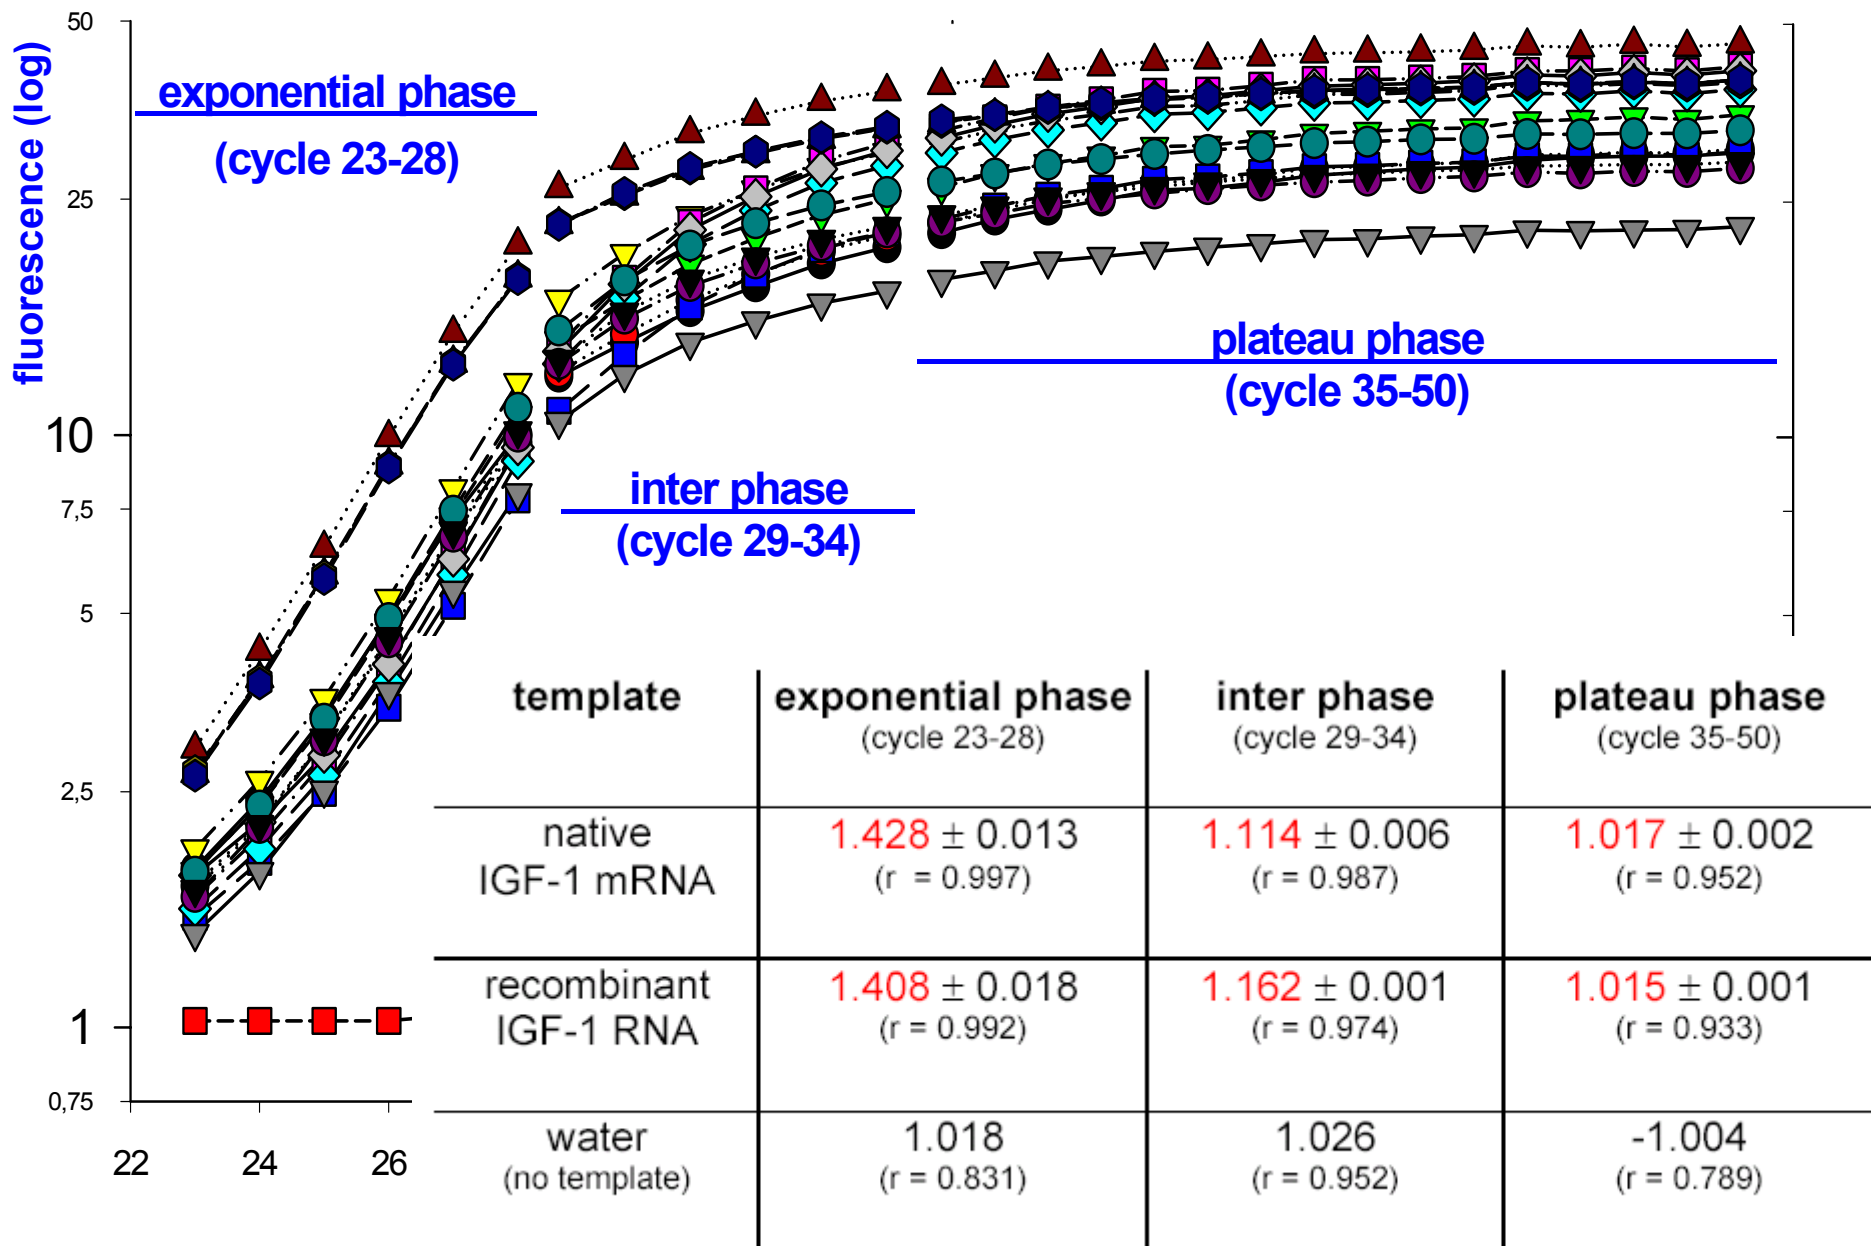 fluorescence (log)
50
25
10
7,5
5
2,5
1
0,75
22
24
26
exponential phase
(cycle 23-28)
inter phase
(cycle 29-34)
plateau phase
(cycle 35-50)
template exponential phase inter phase plateau phase
(cycle 23-28) (cycle 29-34) (cycle 35-50)
native 1.428 ± 0.013 1.114 ± 0.006 1.017 ± 0.002
IGF-1 mRNA (r = 0.997) (r = 0.987) (r = 0.952)
recombinant 1.408 ± 0.018 1.162 ± 0.001 1.015 ± 0.001
IGF-1 RNA (r = 0.992) (r = 0.974) (r = 0.933)
water 1.018 1.026 -1.004
(no template) (r = 0.831) (r = 0.952) (r = 0.789)